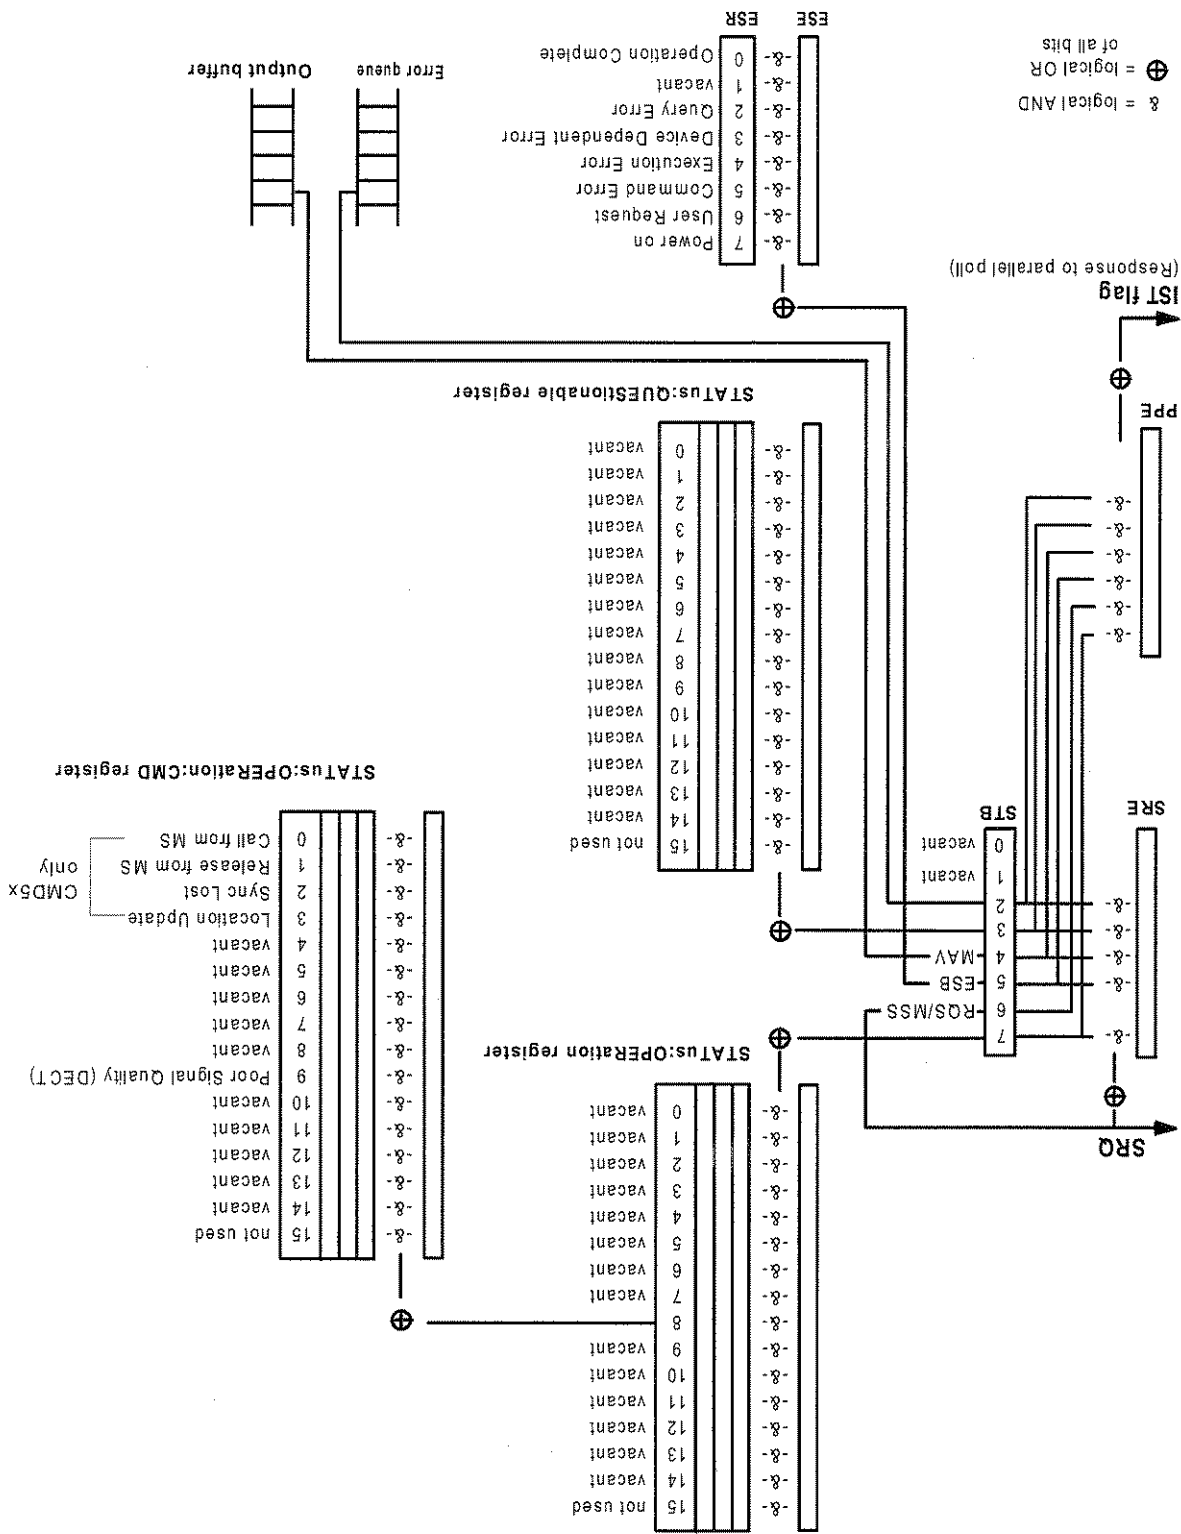 -&- 15 not used
-&- 14 vacant
-&- 13 vacant
-&- 12 vacant
-&- 11 vacant
-&- 10 vacant
-&- 9 vacant
-&- 8
-&- 7 vacant
-&- 6 vacant
-&- 5 vacant
-&- 4 vacant
-&- 3 vacant
-&- 2 vacant
-&- 1 vacant
-&- 0 vacant
STATus:OPERation register
-&- 15 not used
-&- 14 vacant
-&- 13 vacant
-&- 12 vacant
-&- 11 vacant
-&- 10 vacant
-&- 9 Poor Signal Quality (DECT)
-&- 8 vacant
-&- 7 vacant
-&- 6 vacant
-&- 5 vacant
-&- 4 vacant
-&- 3 Location Update
-&- 2 Sync Lost
-&- 1 Release from MS
-&- 0 Call from MS
CMD5x
only
STATus:OPERation:CMD register
SRQ
-&- 7
6 RQS/MSS
-&- 5 ESB
-&- 4 MAV
-&- 3
-&- 2
1 vacant
0 vacant
SRE STB
-&- 15 not used
-&- 14 vacant
-&- 13 vacant
-&- 12 vacant
-&- 11 vacant
-&- 10 vacant
-&- 9 vacant
-&- 8 vacant
-&- 7 vacant
-&- 6 vacant
-&- 5 vacant
-&- 4 vacant
-&- 3 vacant
-&- 2 vacant
-&- 1 vacant
-&- 0 vacant
STATus:QUEStionable register
-&-
-&-
-&-
-&-
-&-
-&-
PPE
IST flag
(Response to parallel poll)
-&- 7 Power on
-&- 6 User Request
-&- 5 Command Error
-&- 4 Execution Error
-&- 3 Device Dependend Error
-&- 2 Query Error
-&- 1 vacant
-&- 0 Operation Complete
ESE ESR
Error queue
Output buffer
& = logical AND
⊕ = logical OR
of all bits